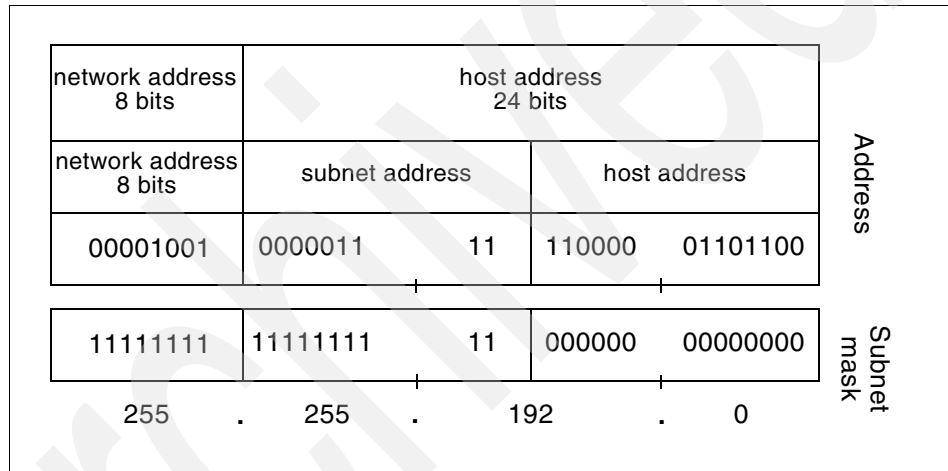 network address
8 bits
host address
24 bits
network address
8 bits
subnet address
host address
00001001 0000011 11 110000 01101100
Address
11111111 11111111 11 000000 00000000
Subnet
mask
255 . 255 . 192 . 0